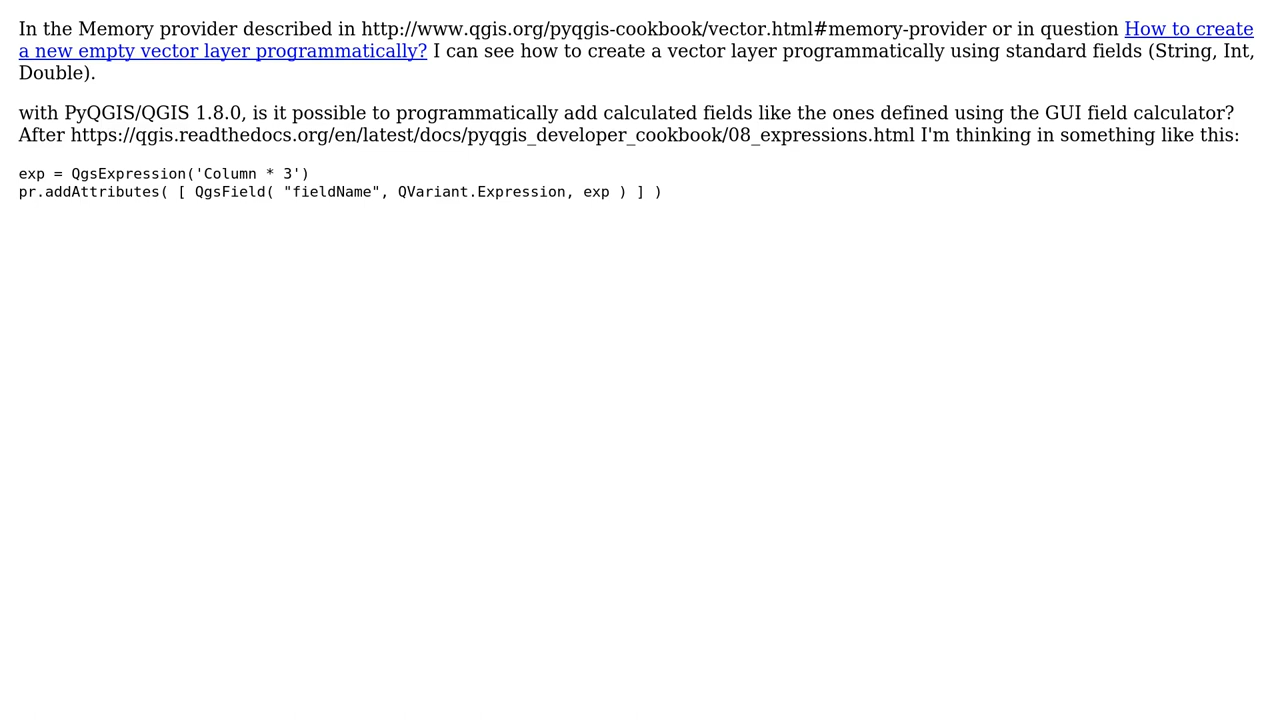 In the Memory provider described in http://www.qgis.org/pyqgis-cookbook/vector.html#memory-provider or in question How to create
a new empty vector layer programmatically? I can see how to create a vector layer programmatically using standard fields (String, Int,
Double).
with PyQGIS/QGIS 1.8.0, is it possible to programmatically add calculated fields like the ones defined using the GUI field calculator?
After https://qgis.readthedocs.org/en/latest/docs/pyqgis_developer_cookbook/08_expressions.html I'm thinking in something like this:
exp = QgsExpression('Column * 3')
pr.addAttributes( [ QgsField( "fieldName", QVariant.Expression, exp ) ] )